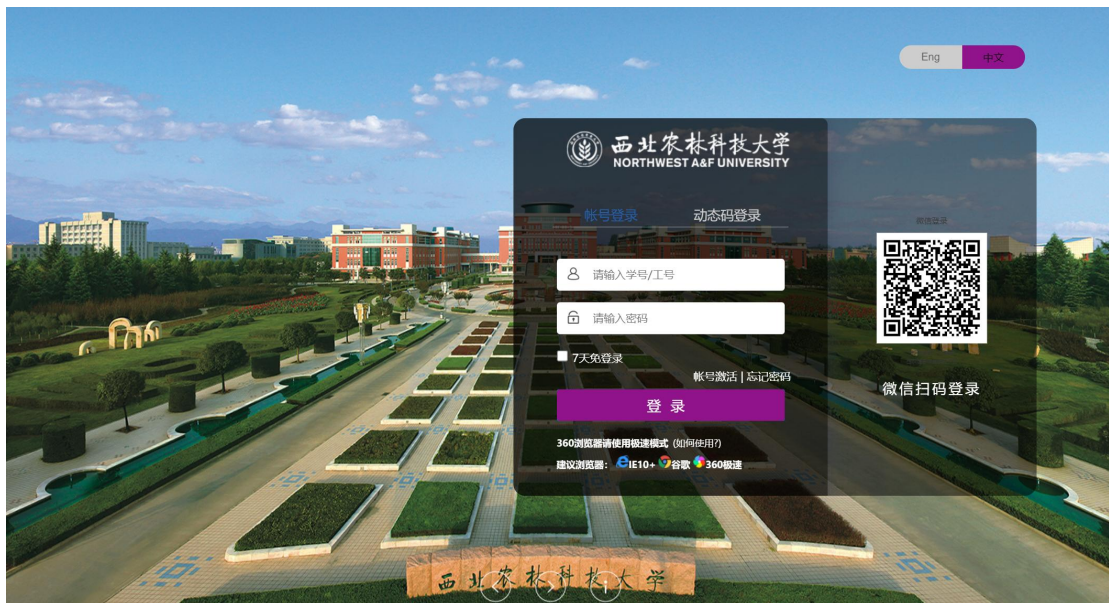 Eng 中文
西北农林科技大学
NORTHWEST A&F UNIVERSITY
帐号登录 动态码登录
微信登录
请输入学号/工号
请输入密码
7天免登录
帐号激活 | 忘记密码
微信扫码登录
登 录
360浏览器请使用极速模式 (如何使用?)
建议浏览器： IE10+ 谷歌 360极速
西北农林科技大学